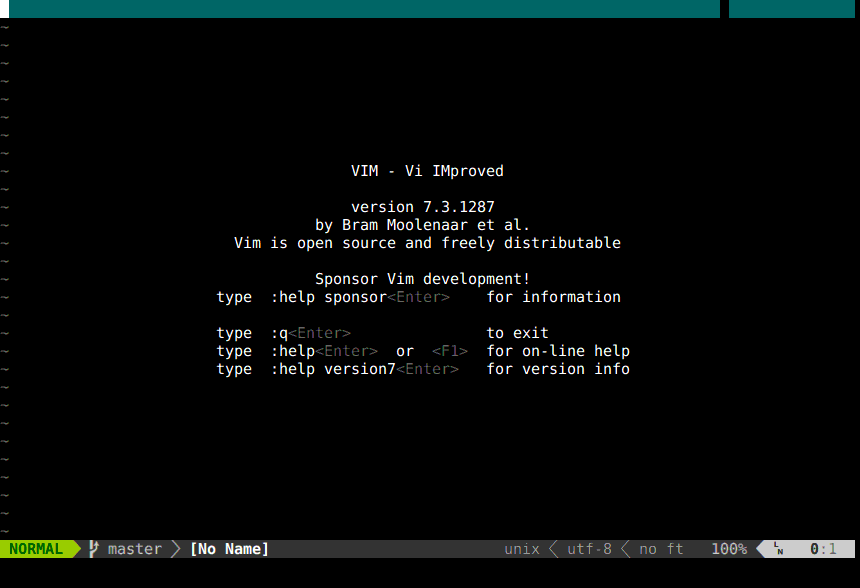 VIM - Vi IMproved
version 7.3.1287
by Bram Moolenaar et al.
Vim is open source and freely distributable
Sponsor Vim development!
type  :help sponsor<Enter>    for information
type  :q<Enter>               to exit
type  :help<Enter>  or  <F1>  for on-line help
type  :help version7<Enter>   for version info
NORMAL master [No Name] unix utf-8 no ft 100% LN 0:1